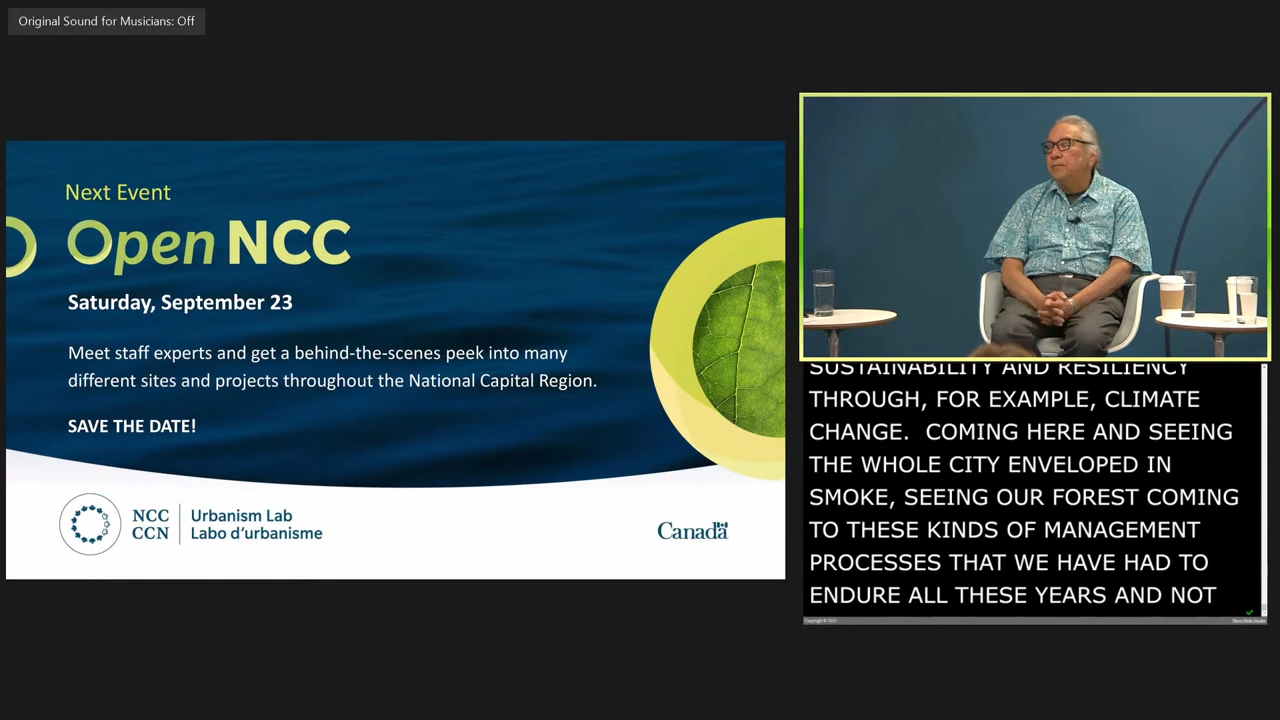 Original Sound for Musicians: Off
Next Event
Open NCC
Saturday, September 23
Meet staff experts and get a behind-the-scenes peek into many
different sites and projects throughout the National Capital Region.
SAVE THE DATE!
NCC
CCN
Urbanism Lab
Labo d'urbanisme
Canada
SUSTAINABILITY AND RESILIENCY
THROUGH, FOR EXAMPLE, CLIMATE
CHANGE.  COMING HERE AND SEEING
THE WHOLE CITY ENVELOPED IN
SMOKE, SEEING OUR FOREST COMING
TO THESE KINDS OF MANAGEMENT
PROCESSES THAT WE HAVE HAD TO
ENDURE ALL THESE YEARS AND NOT